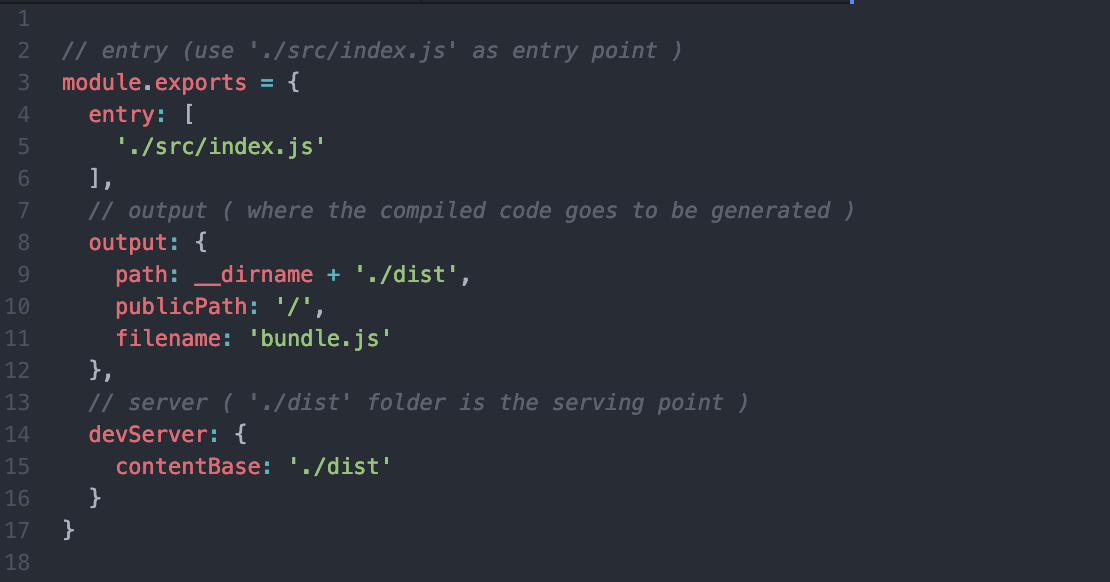 1
2 // entry (use './src/index.js' as entry point )
3 module.exports = {
4   entry: [
5     './src/index.js'
6   ],
7   // output ( where the compiled code goes to be generated )
8   output: {
9     path: __dirname + './dist',
10     publicPath: '/',
11     filename: 'bundle.js'
12   },
13   // server ( './dist' folder is the serving point )
14   devServer: {
15     contentBase: './dist'
16   }
17 }
18